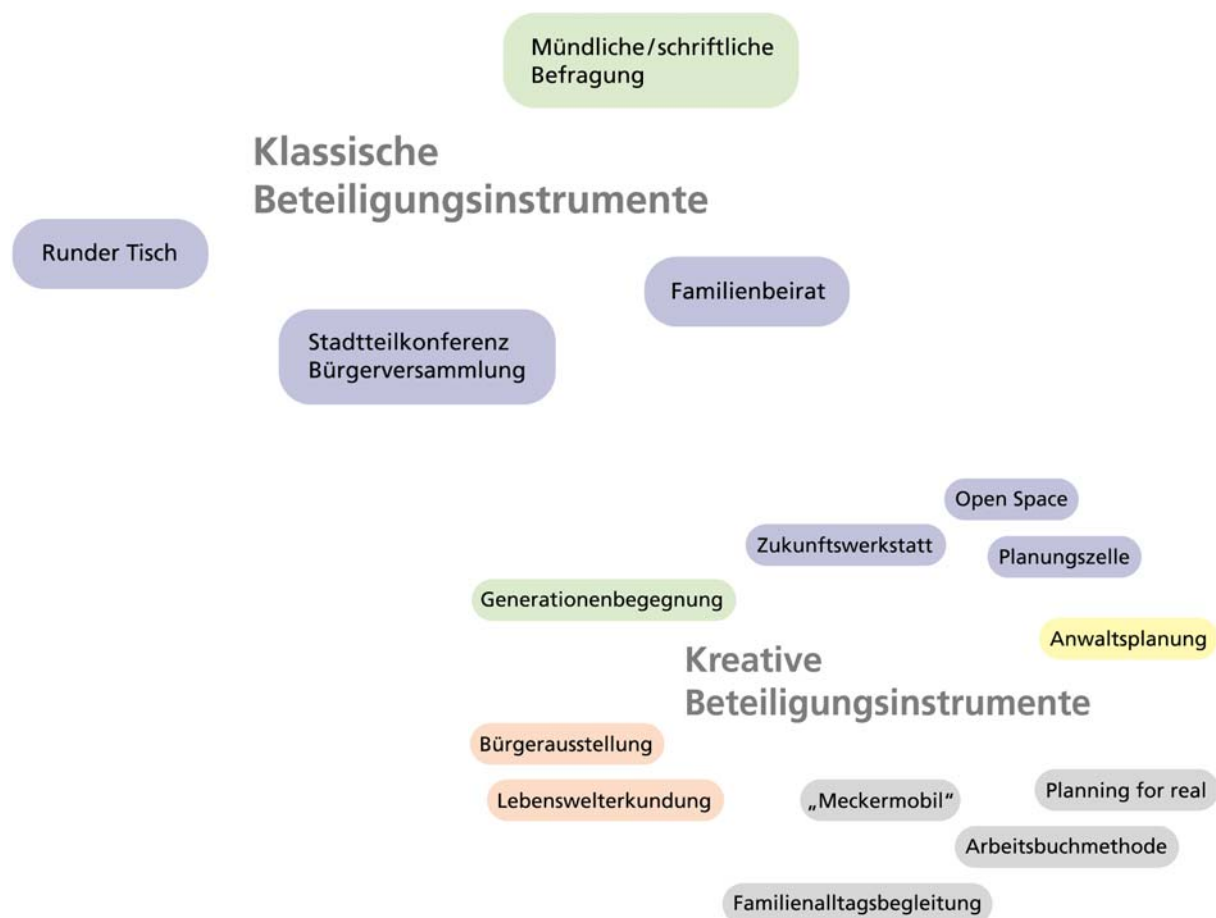 Mündliche/schriftliche
Befragung
Klassische
Beteiligungsinstrumente
Runder Tisch
Familienbeirat
Stadtteilkonferenz
Bürgerversammlung
Open Space
Zukunftswerkstatt
Planungszelle
Generationenbegegnung
Anwaltsplanung
Kreative
Beteiligungsinstrumente
Bürgerausstellung
Lebenswelterkundung
„Meckermobil“
Planning for real
Arbeitsbuchmethode
Familienalltagsbegleitung